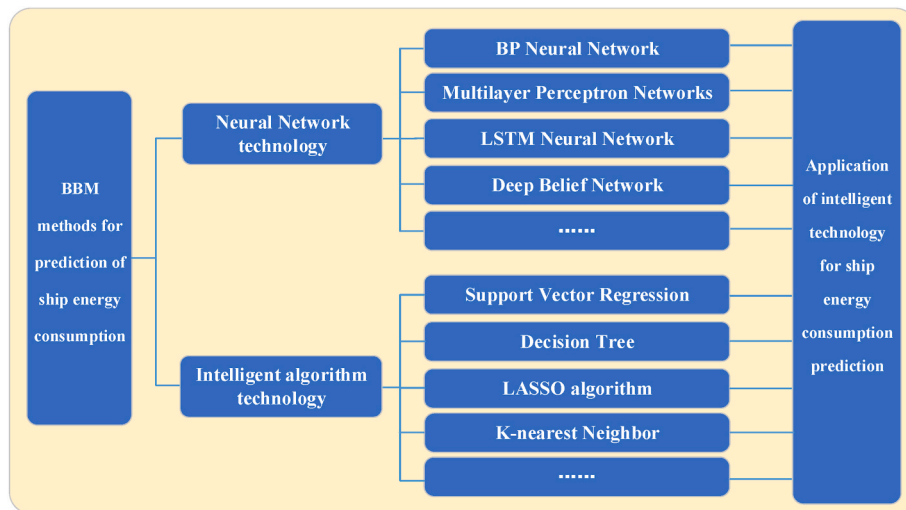 BBM
methods for
prediction of
ship energy
consumption
Neural Network
technology
Intelligent algorithm
technology
BP Neural Network
Multilayer Perceptron Networks
LSTM Neural Network
Deep Belief Network
......
Support Vector Regression
Decision Tree
LASSO algorithm
K-nearest Neighbor
......
Application
of intelligent
technology
for ship
energy
consumption
prediction